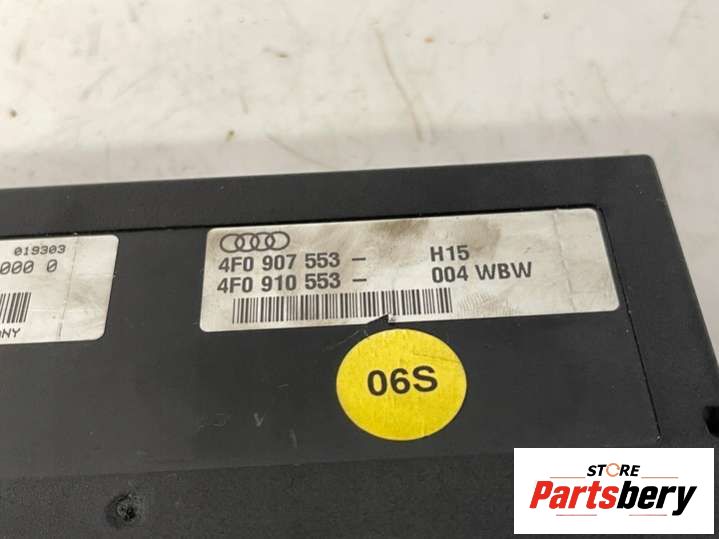 019303
000 0
NY
4F0 907 553 - H15
4F0 910 553 - 004 WBW
06S
STORE
Partsbery